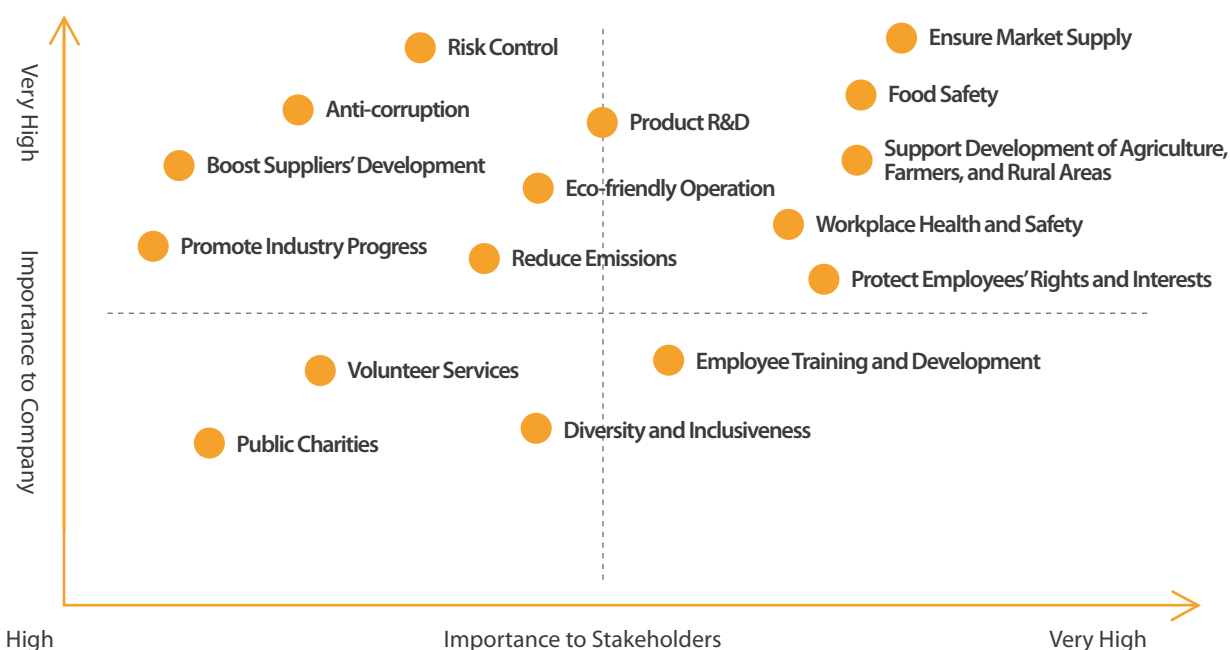 Very High
Importance to Company
Risk Control
Ensure Market Supply
Anti-corruption
Food Safety
Product R&D
Boost Suppliers’ Development
Support Development of Agriculture,
Farmers, and Rural Areas
Eco-friendly Operation
Workplace Health and Safety
Promote Industry Progress
Reduce Emissions
Protect Employees’ Rights and Interests
Volunteer Services
Employee Training and Development
Public Charities
Diversity and Inclusiveness
High
Importance to Stakeholders
Very High